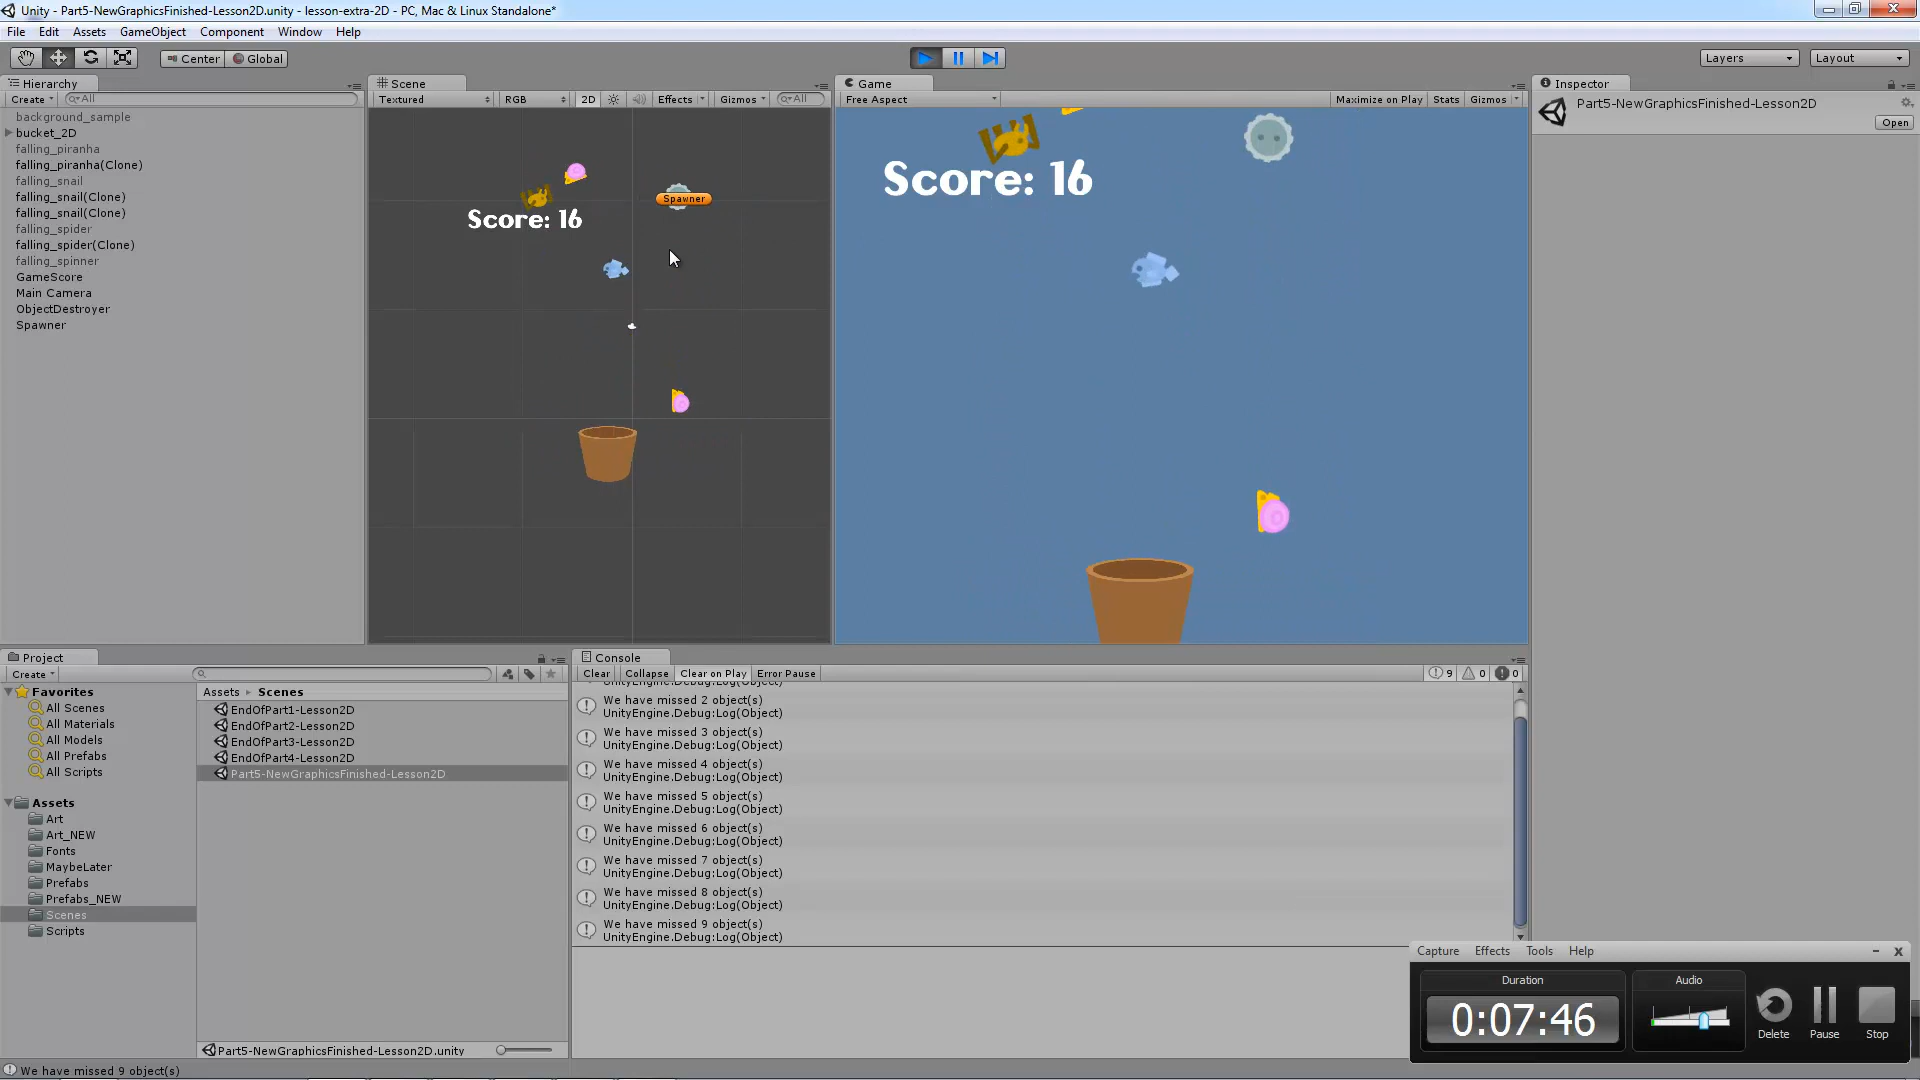 Unity - Part5-NewGraphicsFinished-Lesson2D.unity - lesson-extra-2D - PC, Mac & Linux Standalone*
File Edit Assets GameObject Component Window Help
Center Global Layers Layout
Hierarchy
Create All
background_sample
bucket_2D
falling_piranha
falling_piranha(Clone)
falling_snail
falling_snail(Clone)
falling_snail(Clone)
falling_spider
falling_spider(Clone)
falling_spinner
GameScore
Main Camera
ObjectDestroyer
Spawner
Scene
Textured RGB 2D Effects Gizmos All
Spawner
Score: 16
Game
Free Aspect Maximize on Play Stats Gizmos
Score: 16
Inspector
Part5-NewGraphicsFinished-Lesson2D
Open
Project
Create
Favorites
All Scenes
All Materials
All Models
All Prefabs
All Scripts
Assets
Art
Art_NEW
Fonts
MaybeLater
Prefabs
Prefabs_NEW
Scenes
Scripts
Assets Scenes
EndOfPart1-Lesson2D
EndOfPart2-Lesson2D
EndOfPart3-Lesson2D
EndOfPart4-Lesson2D
Part5-NewGraphicsFinished-Lesson2D
Part5-NewGraphicsFinished-Lesson2D.unity
Console
Clear Collapse Clear on Play Error Pause 9 0 0
UnityEngine.Debug:Log(Object)
We have missed 2 object(s)
UnityEngine.Debug:Log(Object)
We have missed 3 object(s)
UnityEngine.Debug:Log(Object)
We have missed 4 object(s)
UnityEngine.Debug:Log(Object)
We have missed 5 object(s)
UnityEngine.Debug:Log(Object)
We have missed 6 object(s)
UnityEngine.Debug:Log(Object)
We have missed 7 object(s)
UnityEngine.Debug:Log(Object)
We have missed 8 object(s)
UnityEngine.Debug:Log(Object)
We have missed 9 object(s)
UnityEngine.Debug:Log(Object)
Capture Effects Tools Help
Duration
0:07:46
Audio
Delete Pause Stop
We have missed 9 object(s)